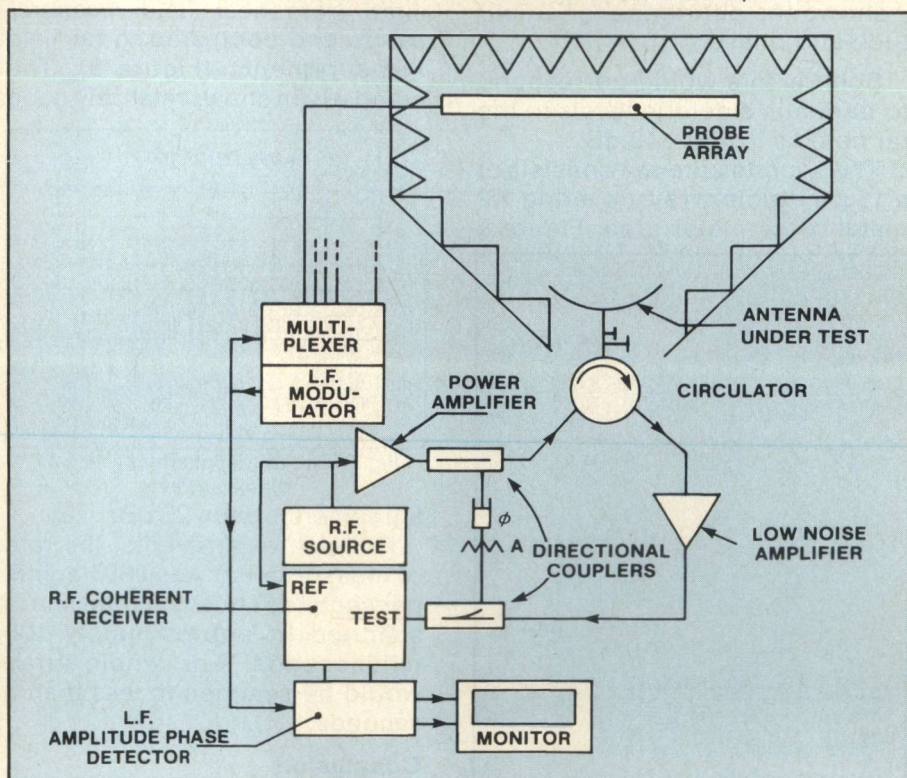 PROBE
ARRAY
MULTI-
PLEXER
L.F.
MODU-
LATOR
POWER
AMPLIFIER
ANTENNA
UNDER TEST
CIRCULATOR
R.F.
SOURCE
φ
A
DIRECTIONAL
COUPLERS
LOW NOISE
AMPLIFIER
R.F. COHERENT
RECEIVER
REF
TEST
L.F.
AMPLITUDE PHASE
DETECTOR
MONITOR